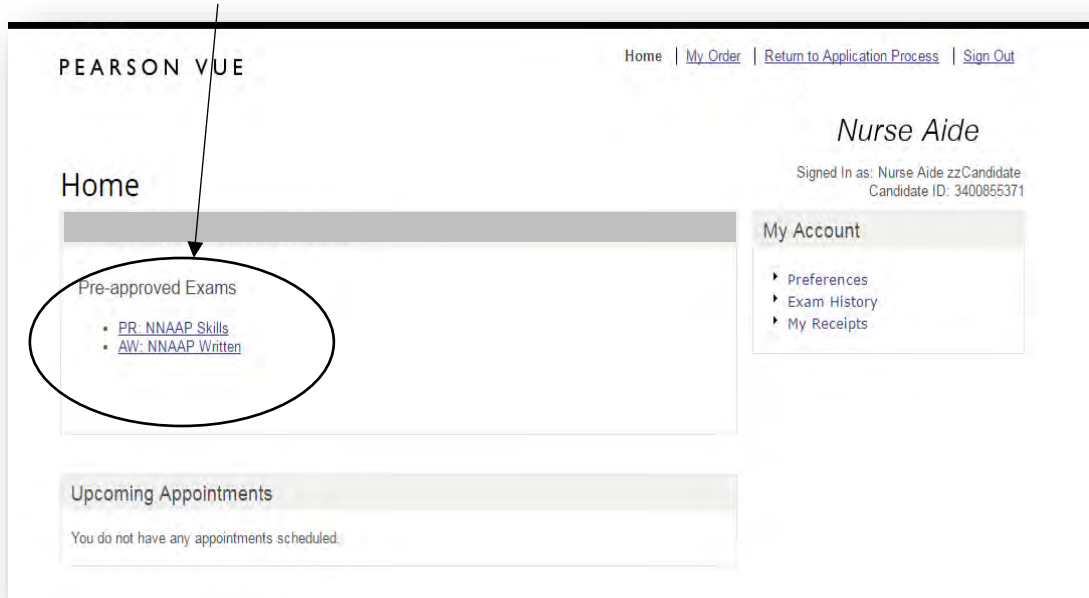 PEARSON VUE
Home | My Order | Return to Application Process | Sign Out
Nurse Aide
Signed In as: Nurse Aide zzCandidate
Candidate ID: 3400855371
Home
Pre-approved Exams
• PR: NNAAP Skills
• AW: NNAAP Written
My Account
Preferences
Exam History
My Receipts
Upcoming Appointments
You do not have any appointments scheduled.